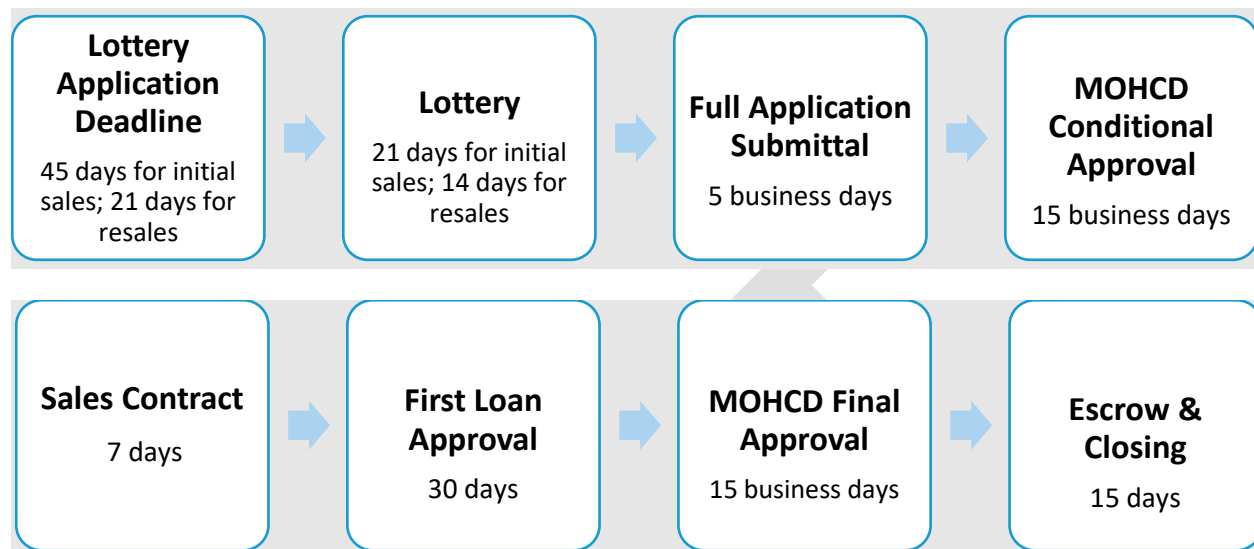 Lottery
Application
Deadline
45 days for initial
sales; 21 days for
resales
Lottery
21 days for initial
sales; 14 days for
resales
Full Application
Submittal
5 business days
MOHCD
Conditional
Approval
15 business days
Sales Contract
7 days
First Loan
Approval
30 days
MOHCD Final
Approval
15 business days
Escrow &
Closing
15 days